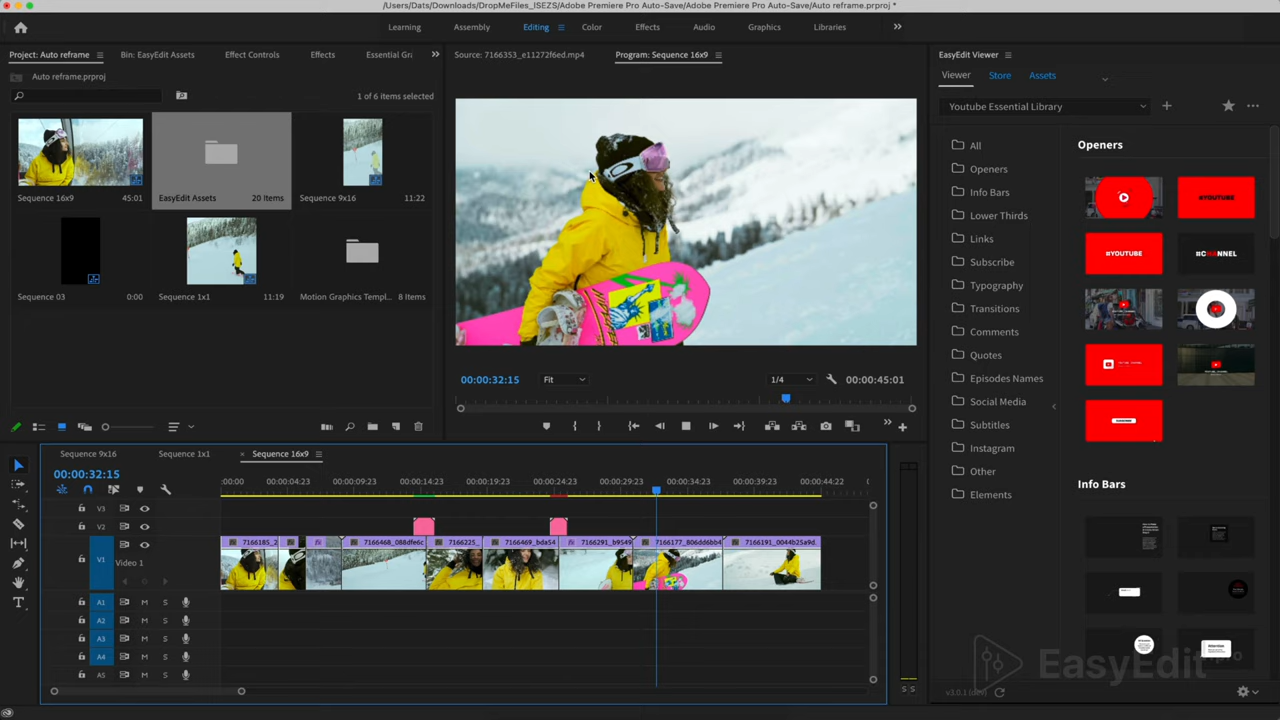 /Users/Dats/Downloads/DropMeFiles_ISEZS/Adobe Premiere Pro Auto-Save/Adobe Premiere Pro Auto-Save/Auto reframe.prproj *
Learning
Assembly
Editing
Color
Effects
Audio
Graphics
Libraries
Project: Auto reframe
Bin: EasyEdit Assets
Effect Controls
Effects
Essential Gr
Auto reframe.prproj
1 of 6 items selected
Sequence 16x9
45:01
EasyEdit Assets
20 Items
Sequence 9x16
11:22
Sequence 03
0:00
Sequence 1x1
11:19
Motion Graphics Templ...
8 Items
Source: 7166353_e11272f6ed.mp4
Program: Sequence 16x9
00:00:32:15
Fit
1/4
00:00:45:01
EasyEdit Viewer
Viewer
Store
Assets
Youtube Essential Library
All
Openers
Info Bars
Lower Thirds
Links
Subscribe
Typography
Transitions
Comments
Quotes
Episodes Names
Social Media
Subtitles
Instagram
Other
Elements
Openers
#YOUTUBE
#YOUTUBE
#CHANNEL
Info Bars
Sequence 9x16
Sequence 1x1
Sequence 16x9
00:00:32:15
:00:00
00:00:04:23
00:00:09:23
00:00:14:23
00:00:19:23
00:00:24:23
00:00:29:23
00:00:34:23
00:00:39:23
00:00:44:22
V3
V2
7166185_2
7166468_088dfe6c
7166225_
7166469_bda54
7166291_b9549
7166177_806dd6bb4
7166191_0044b25a9d
V1
Video 1
A1
M
S
A2
M
S
A3
M
S
A4
M
S
A5
M
S
S S
EasyEdit
pro
v3.0.1 (dev)